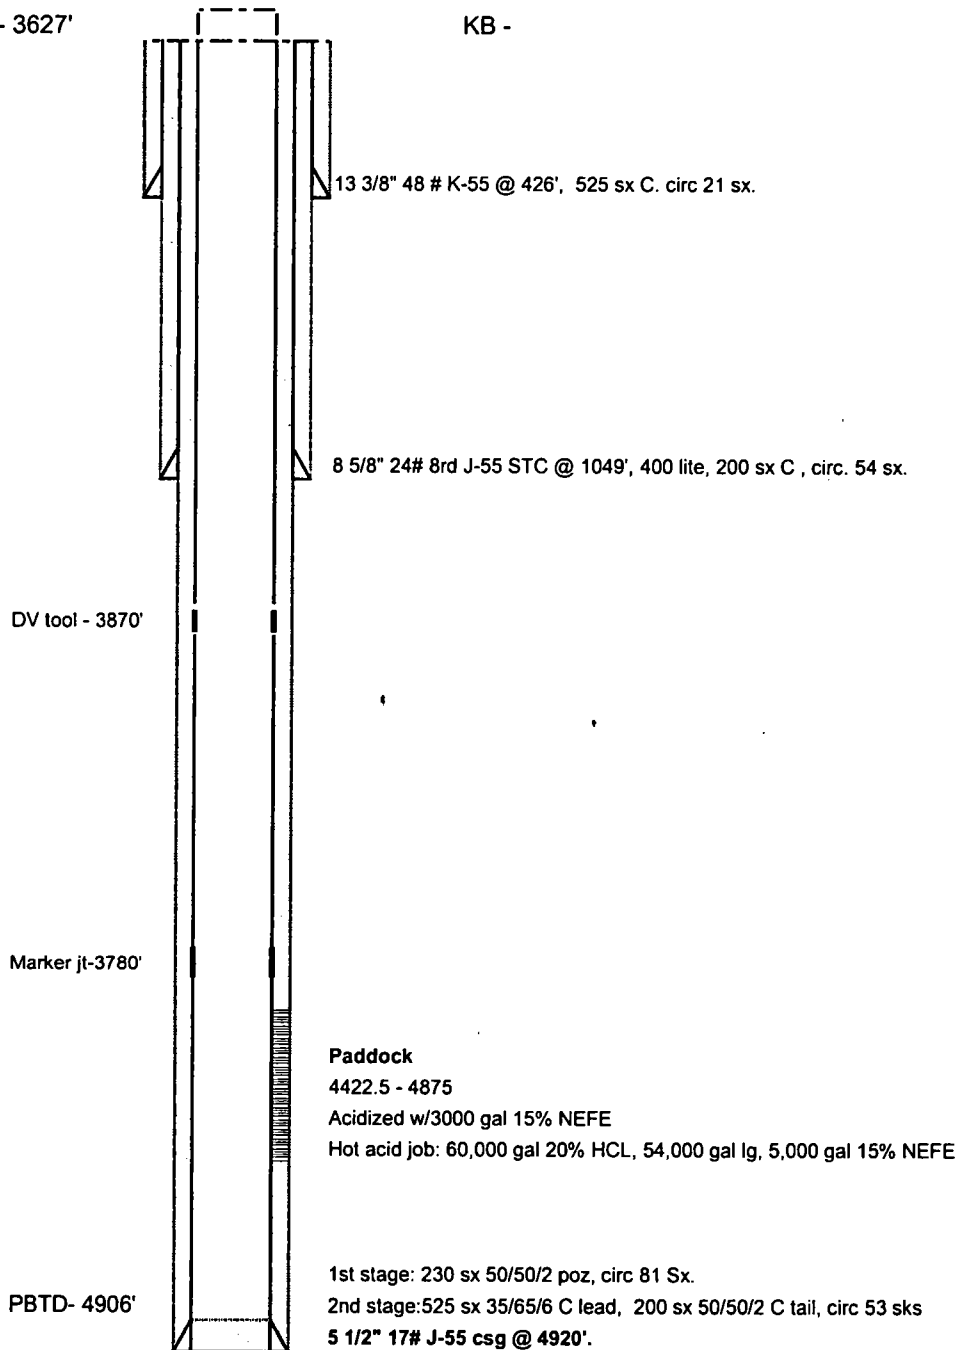 - 3627'
KB -
13 3/8" 48 # K-55 @ 426', 525 sx C. circ 21 sx.
8 5/8" 24# 8rd J-55 STC @ 1049', 400 lite, 200 sx C , circ. 54 sx.
DV tool - 3870'
Marker jt-3780'
Paddock
4422.5 - 4875
Acidized w/3000 gal 15% NEFE
Hot acid job: 60,000 gal 20% HCL, 54,000 gal lg, 5,000 gal 15% NEFE
1st stage: 230 sx 50/50/2 poz, circ 81 Sx.
PBTD- 4906'
2nd stage:525 sx 35/65/6 C lead, 200 sx 50/50/2 C tail, circ 53 sks
5 1/2" 17# J-55 csg @ 4920'.